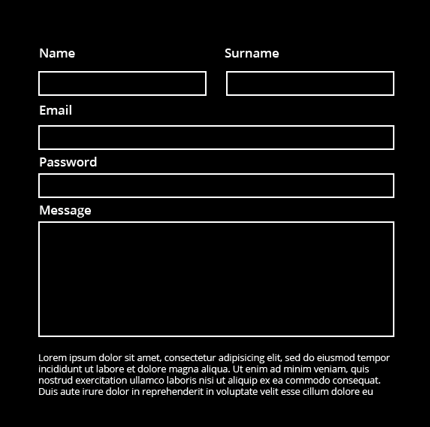 Name Surname
Email
Password
Message
Lorem ipsum dolor sit amet, consectetur adipisicing elit, sed do eiusmod tempor
incididunt ut labore et dolore magna aliqua. Ut enim ad minim veniam, quis
nostrud exercitation ullamco laboris nisi ut aliquip ex ea commodo consequat.
Duis aute irure dolor in reprehenderit in voluptate velit esse cillum dolore eu